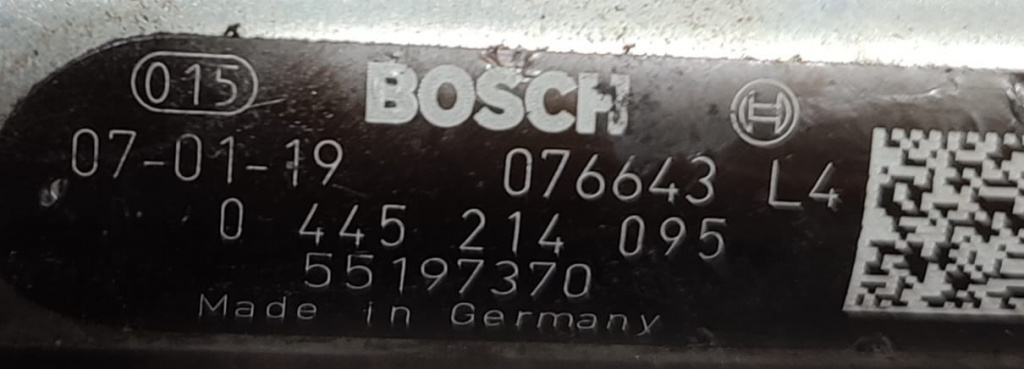 015 BOSCH
07-01-19 076643 L4
0 445 214 095
55197370
Made in Germany